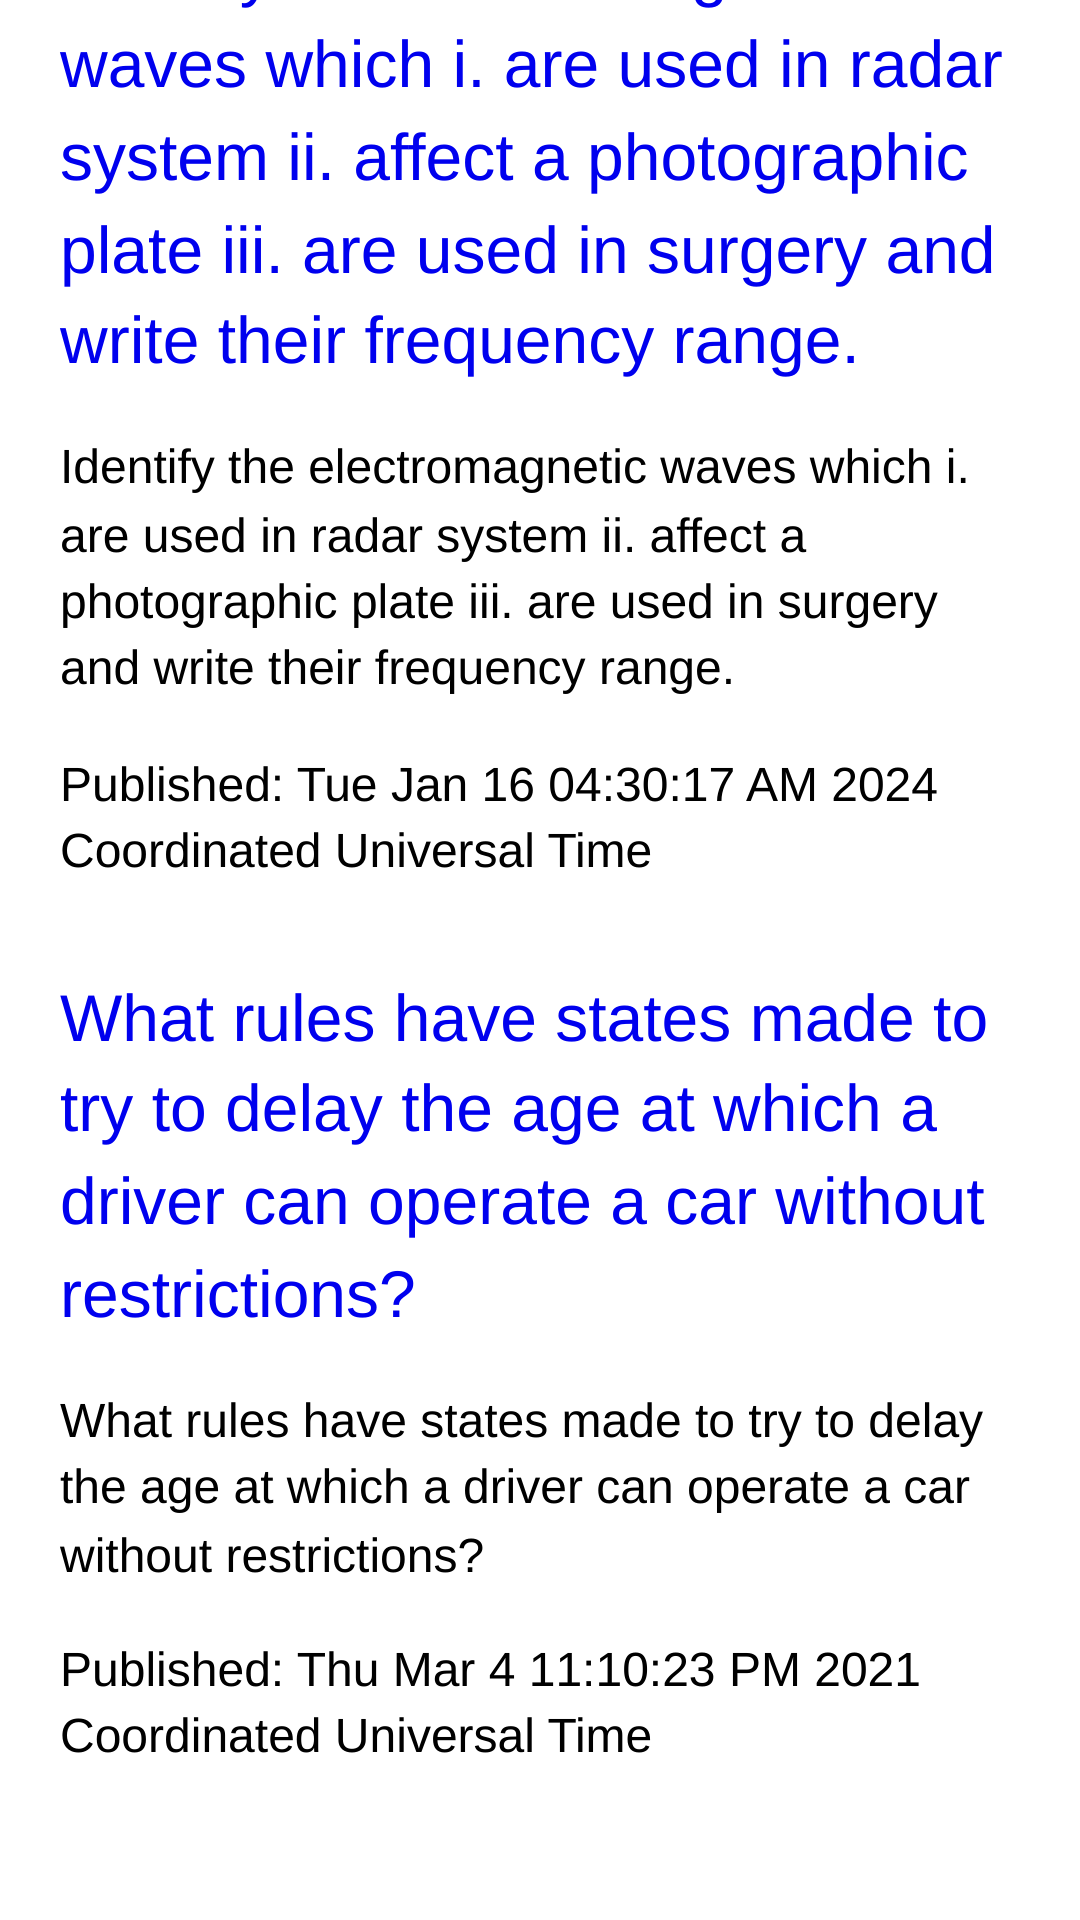 waves which i. are used in radar
system ii. affect a photographic
plate iii. are used in surgery and
write their frequency range.
Identify the electromagnetic waves which i.
are used in radar system ii. affect a
photographic plate iii. are used in surgery
and write their frequency range.
Published: Tue Jan 16 04:30:17 AM 2024
Coordinated Universal Time
What rules have states made to
try to delay the age at which a
driver can operate a car without
restrictions?
What rules have states made to try to delay
the age at which a driver can operate a car
without restrictions?
Published: Thu Mar 4 11:10:23 PM 2021
Coordinated Universal Time